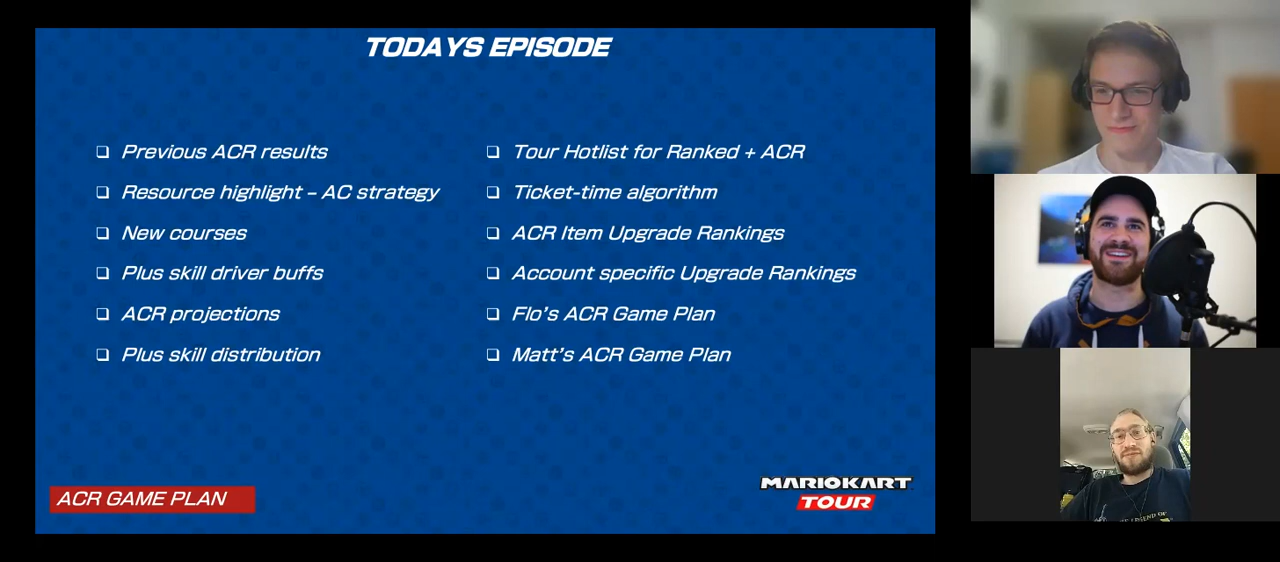 TODAYS EPISODE
Previous ACR results
Resource highlight – AC strategy
New courses
Plus skill driver buffs
ACR projections
Plus skill distribution
Tour Hotlist for Ranked + ACR
Ticket-time algorithm
ACR Item Upgrade Rankings
Account specific Upgrade Rankings
Flo's ACR Game Plan
Matt's ACR Game Plan
ACR GAME PLAN
MARIOKART
TOUR
LEGEND OF